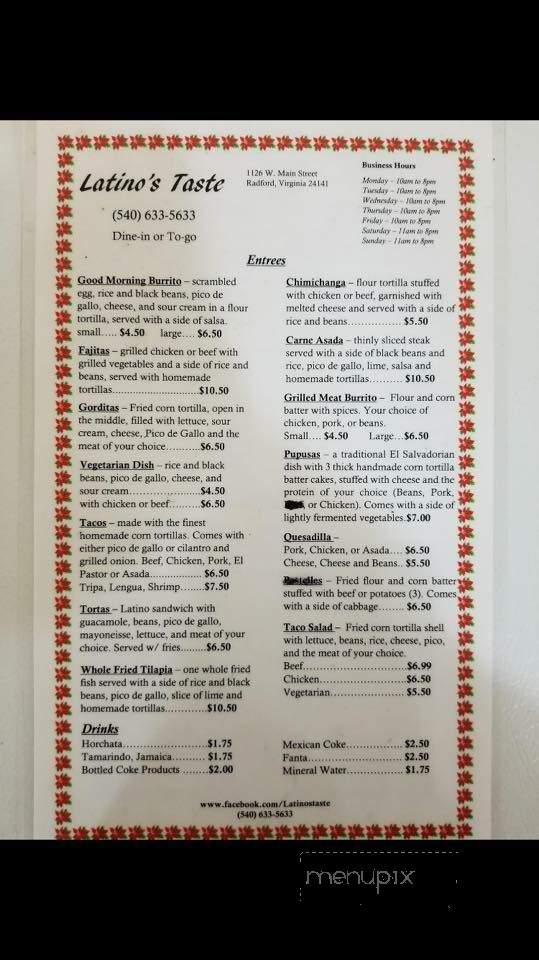 Latino's Taste
(540) 633-5633
Dine-in or To-go
1126 W. Main Street
Radford, Virginia 24141
Business Hours
Monday – 10am to 8pm
Tuesday – 10am to 8pm
Wednesday – 10am to 8pm
Thursday – 10am to 8pm
Friday – 10am to 8pm
Saturday – 11am to 8pm
Sunday – 11am to 8pm
Entrees
Good Morning Burrito – scrambled
egg, rice and black beans, pico de
gallo, cheese, and sour cream in a flour
tortilla, served with a side of salsa.
small..... $4.50 large.... $6.50
Fajitas – grilled chicken or beef with
grilled vegetables and a side of rice and
beans, served with homemade
tortillas..............................$10.50
Gorditas – Fried corn tortilla, open in
the middle, filled with lettuce, sour
cream, cheese, Pico de Gallo and the
meat of your choice...........$6.50
Vegetarian Dish – rice and black
beans, pico de gallo, cheese, and
sour cream........................$4.50
with chicken or beef..........$6.50
Tacos – made with the finest
homemade corn tortillas. Comes with
either pico de gallo or cilantro and
grilled onion. Beef, Chicken, Pork, El
Pastor or Asada.................. $6.50
Tripa, Lengua, Shrimp........$7.50
Tortas – Latino sandwich with
guacamole, beans, pico de gallo,
mayoneisse, lettuce, and meat of your
choice. Served w/ fries........$6.50
Whole Fried Tilapia – one whole fried
fish served with a side of rice and black
beans, pico de gallo, slice of lime and
homemade tortillas.............$10.50
Chimichanga – flour tortilla stuffed
with chicken or beef, garnished with
melted cheese and served with a side of
rice and beans................. $5.50
Carne Asada – thinly sliced steak
served with a side of black beans and
rice, pico de gallo, lime, salsa and
homemade tortillas.......... $10.50
Grilled Meat Burrito – Flour and corn
batter with spices. Your choice of
chicken, pork, or beans.
Small.... $4.50 Large...$6.50
Pupusas – a traditional El Salvadorian
dish with 3 thick handmade corn tortilla
batter cakes, stuffed with cheese and the
protein of your choice (Beans, Pork,
, or Chicken). Comes with a side of
lightly fermented vegetables.$7.00
Quesadilla –
Pork, Chicken, or Asada.... $6.50
Cheese, Cheese and Beans.. $5.50
– Fried flour and corn batter
stuffed with beef or potatoes (3). Comes
with a side of cabbage........ $6.50
Taco Salad – Fried corn tortilla shell
with lettuce, beans, rice, cheese, pico,
and the meat of your choice.
Beef...............................$6.99
Chicken............................$6.50
Vegetarian........................ $5.50
Drinks
Horchata..............................$1.75
Tamarindo, Jamaica..........$1.75
Bottled Coke Products ........$2.00
Mexican Coke.................. $2.50
Fanta.............................. $2.50
Mineral Water................... $1.75
www.facebook.com/Latinostaste
(540) 633-5633
menupix